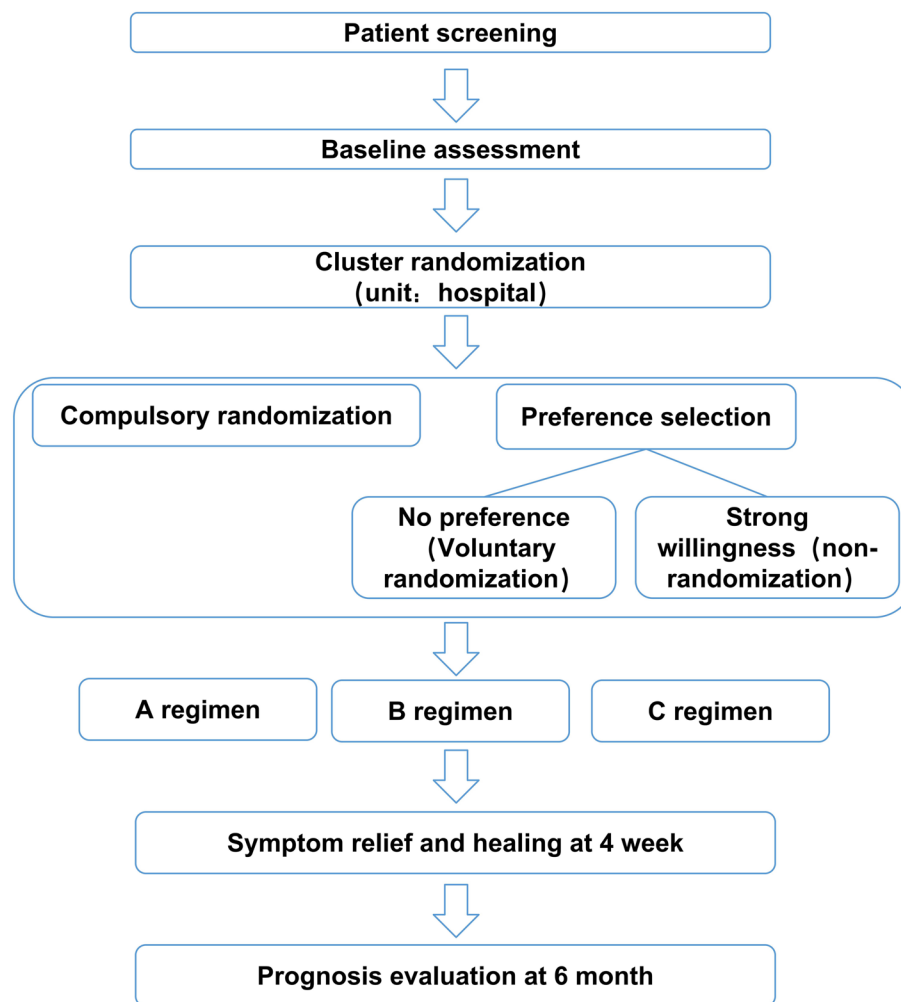 Patient screening
Baseline assessment
Cluster randomization
（unit：hospital）
Compulsory randomization
Preference selection
No preference
（Voluntary
randomization）
Strong
willingness（non-
randomization）
A regimen
B regimen
C regimen
Symptom relief and healing at 4 week
Prognosis evaluation at 6 month